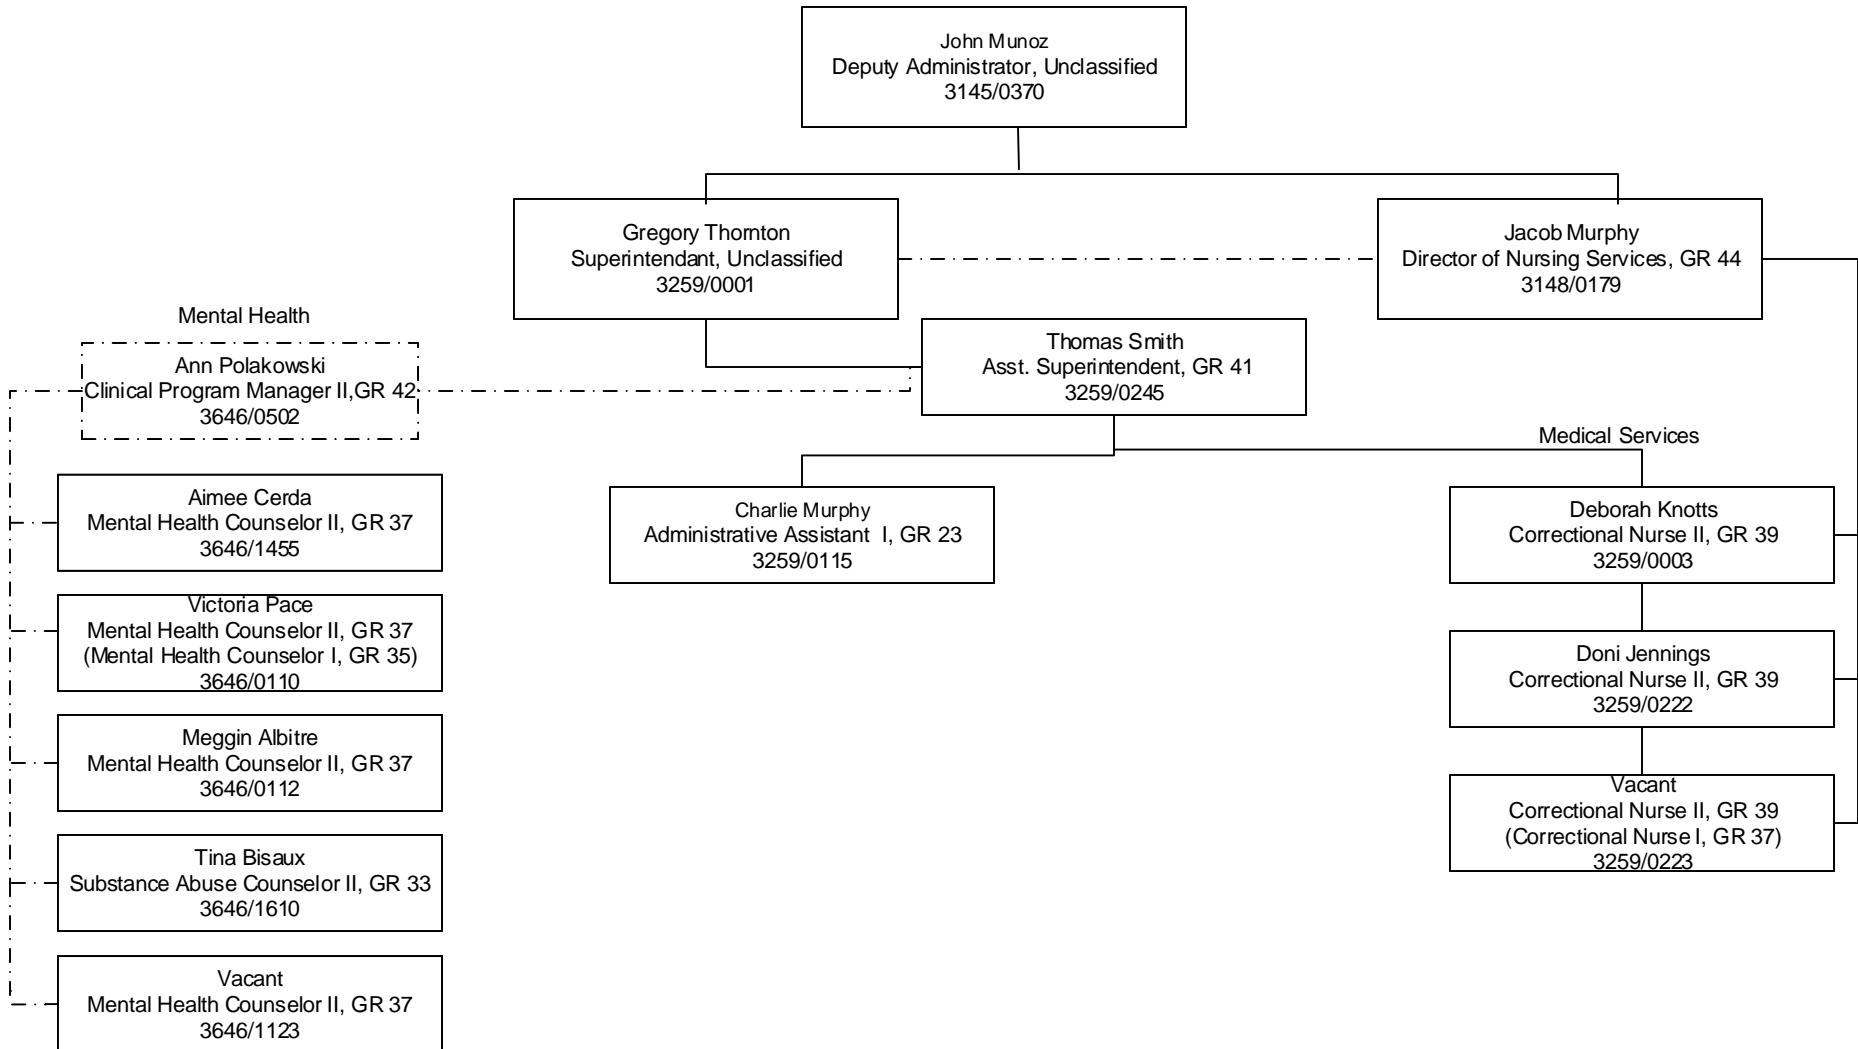 John Munoz
Deputy Administrator, Unclassified
3145/0370
Gregory Thornton
Superintendant, Unclassified
3259/0001
Jacob Murphy
Director of Nursing Services, GR 44
3148/0179
Mental Health
Ann Polakowski
Clinical Program Manager II,GR 42
3646/0502
Thomas Smith
Asst. Superintendent, GR 41
3259/0245
Medical Services
Aimee Cerda
Mental Health Counselor II, GR 37
3646/1455
Charlie Murphy
Administrative Assistant I, GR 23
3259/0115
Deborah Knotts
Correctional Nurse II, GR 39
3259/0003
Victoria Pace
Mental Health Counselor II, GR 37
(Mental Health Counselor I, GR 35)
3646/0110
Doni Jennings
Correctional Nurse II, GR 39
3259/0222
Meggin Albitre
Mental Health Counselor II, GR 37
3646/0112
Vacant
Correctional Nurse II, GR 39
(Correctional Nurse I, GR 37)
3259/0223
Tina Bisaux
Substance Abuse Counselor II, GR 33
3646/1610
Vacant
Mental Health Counselor II, GR 37
3646/1123